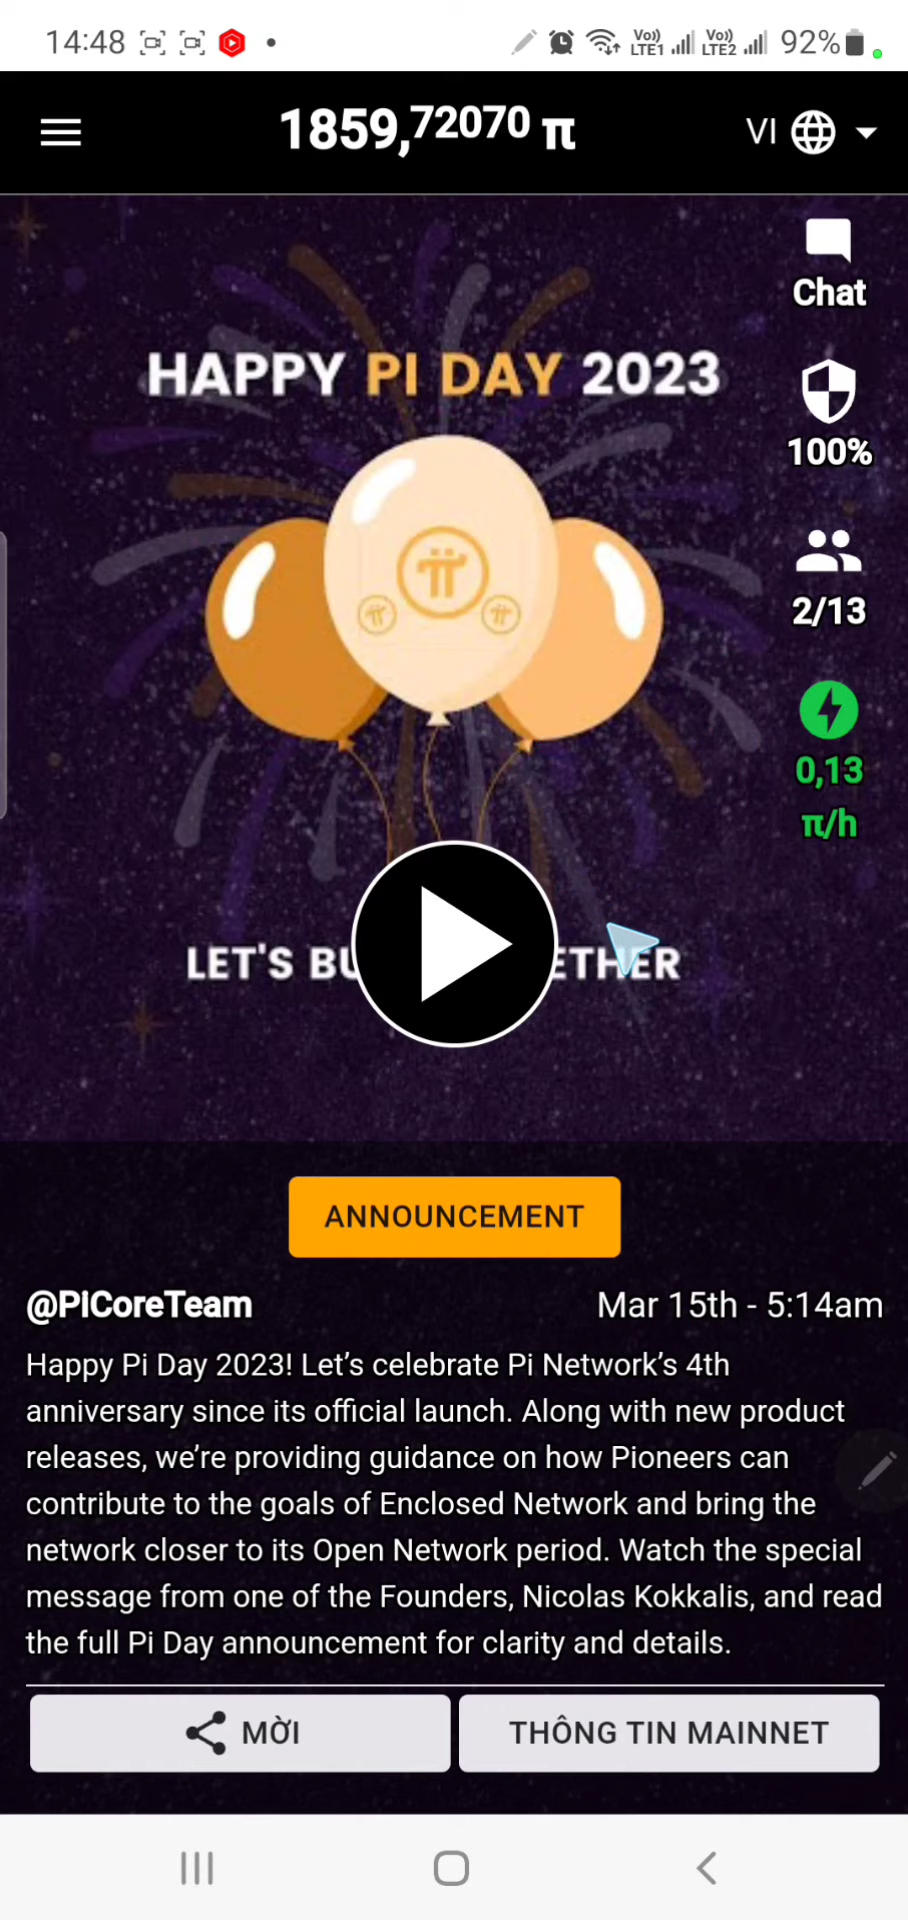 14:48
Vo)) LTE1 Vo)) LTE2 92%
1859,72070 π
VI
Chat
HAPPY PI DAY 2023
100%
2/13
0,13
π/h
LET'S BU ETHER
ANNOUNCEMENT
@PiCoreTeam Mar 15th - 5:14am
Happy Pi Day 2023! Let’s celebrate Pi Network’s 4th
anniversary since its official launch. Along with new product
releases, we’re providing guidance on how Pioneers can
contribute to the goals of Enclosed Network and bring the
network closer to its Open Network period. Watch the special
message from one of the Founders, Nicolas Kokkalis, and read
the full Pi Day announcement for clarity and details.
MỜI
THÔNG TIN MAINNET